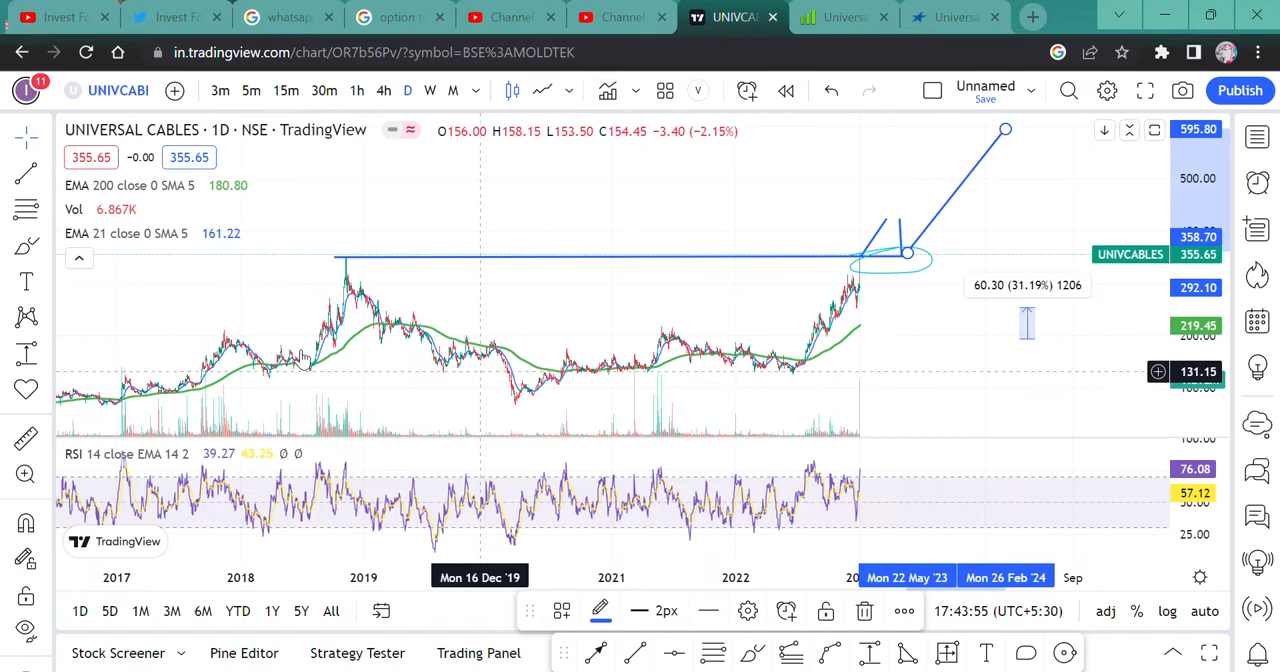 Invest Fo
Invest Fo
whatsap
option t
Channel
Channel
UNIVCA
Universa
Universa
in.tradingview.com/chart/OR7b56Pv/?symbol=BSE%3AMOLDTEK
I 11 U UNIVCABI 3m 5m 15m 30m 1h 4h D W M V Unnamed Save Publish
UNIVERSAL CABLES · 1D · NSE · TradingView O156.00 H158.15 L153.50 C154.45 −3.40 (−2.15%)
355.65 -0.00 355.65
EMA 200 close 0 SMA 5 180.80
Vol 6.867K
EMA 21 close 0 SMA 5 161.22
595.80
500.00
358.70
UNIVCABLES 355.65
60.30 (31.19%) 1206
292.10
219.45
200.00
131.15
RSI 14 close EMA 14 2 39.27 43.25 Ø Ø
76.08
57.12
50.00
25.00
TradingView
2017 2018 2019 Mon 16 Dec '19 2021 2022 20 Mon 22 May '23 Mon 26 Feb '24 Sep
1D 5D 1M 3M 6M YTD 1Y 5Y All 2px 17:43:55 (UTC+5:30) adj % log auto
Stock Screener Pine Editor Strategy Tester Trading Panel